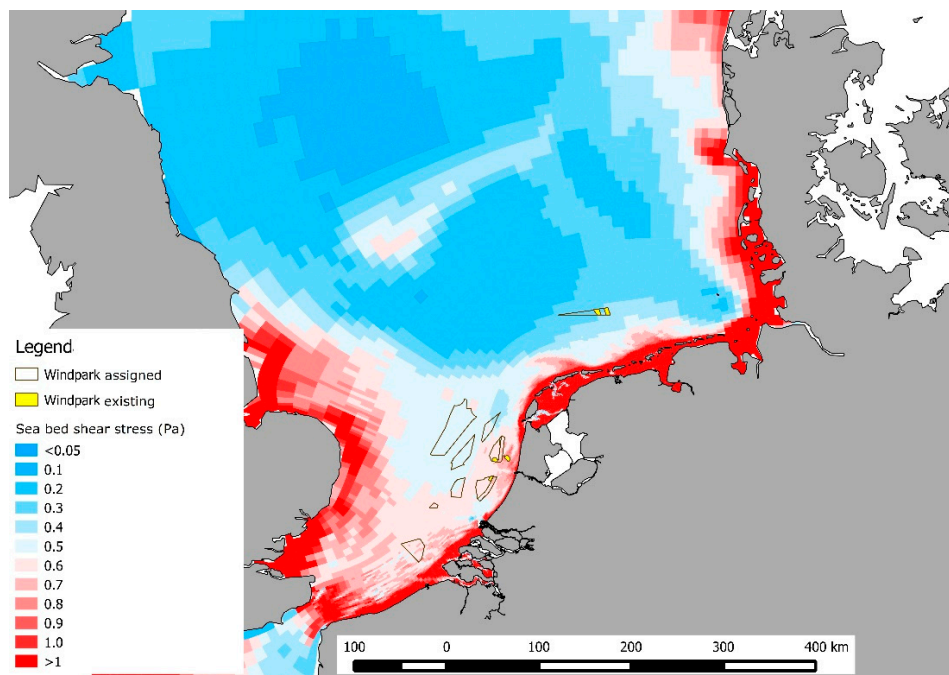 Legend
Windpark assigned
Windpark existing
Sea bed shear stress (Pa)
<0.05
0.1
0.2
0.3
0.4
0.5
0.6
0.7
0.8
0.9
1.0
>1
100 0 100 200 300 400 km